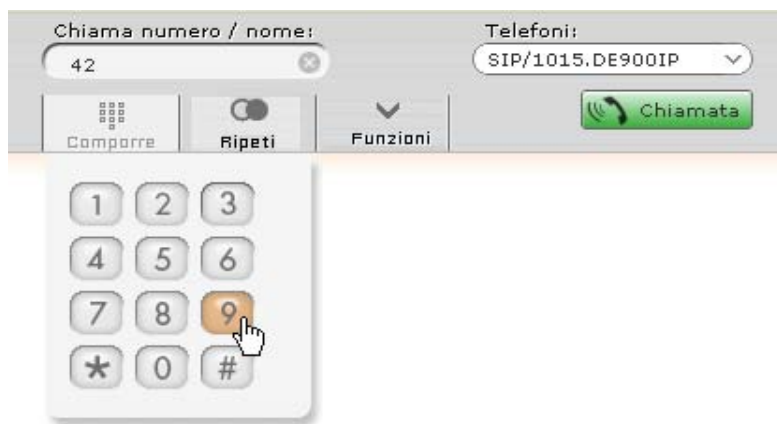 Chiama numero / nome: Telefoni:
42 SIP/1015.DE900IP
Chiamata
Comporre Ripeti Funzioni
1 2 3
4 5 6
7 8 9
* 0 #